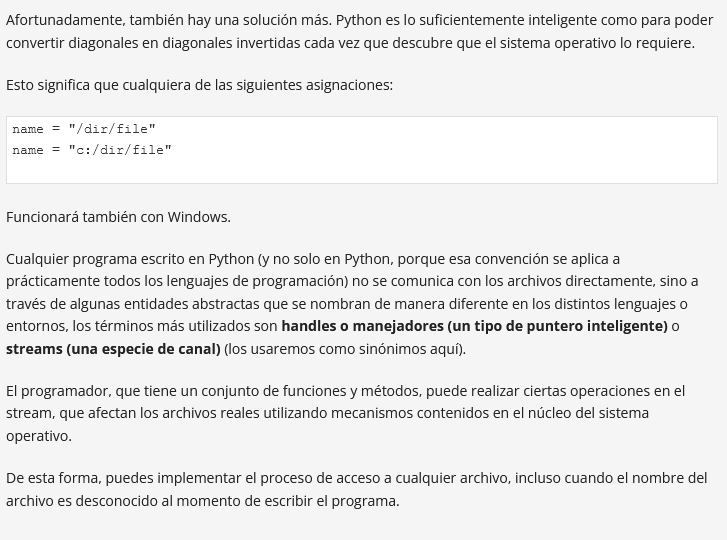 Afortunadamente, también hay una solución más. Python es lo suficientemente inteligente como para poder
convertir diagonales en diagonales invertidas cada vez que descubre que el sistema operativo lo requiere.
Esto significa que cualquiera de las siguientes asignaciones:
name = "/dir/file"
name = "c:/dir/file"
Funcionará también con Windows.
Cualquier programa escrito en Python (y no solo en Python, porque esa convención se aplica a
prácticamente todos los lenguajes de programación) no se comunica con los archivos directamente, sino a
través de algunas entidades abstractas que se nombran de manera diferente en los distintos lenguajes o
entornos, los términos más utilizados son handles o manejadores (un tipo de puntero inteligente) o
streams (una especie de canal) (los usaremos como sinónimos aquí).
El programador, que tiene un conjunto de funciones y métodos, puede realizar ciertas operaciones en el
stream, que afectan los archivos reales utilizando mecanismos contenidos en el núcleo del sistema
operativo.
De esta forma, puedes implementar el proceso de acceso a cualquier archivo, incluso cuando el nombre del
archivo es desconocido al momento de escribir el programa.